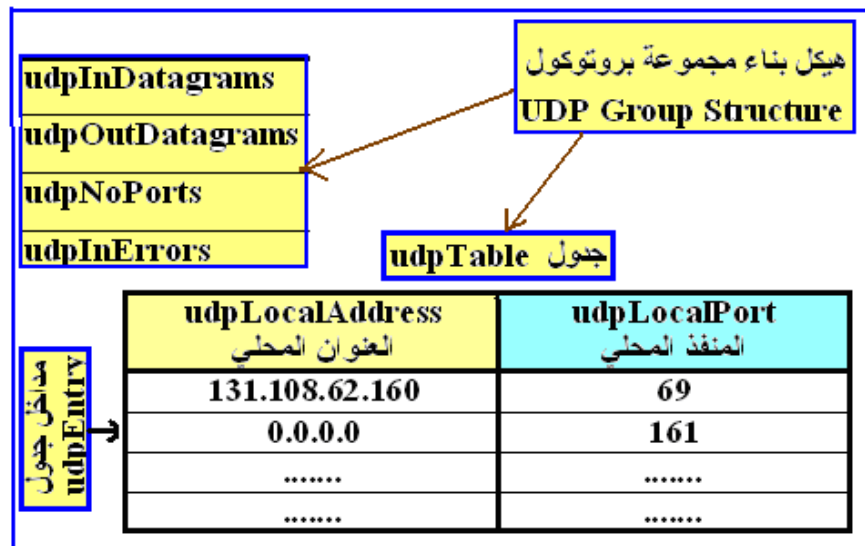 هيكل بناء مجموعة بروتوكول
UDP Group Structure
udpInDatagrams
udpOutDatagrams
udpNoPorts
udpInErrors
جدول udpTable
udpLocalAddress
العنوان المحلي
udpLocalPort
المنفذ المحلي
131.108.62.160
69
0.0.0.0
161
.......
.......
.......
.......
مداخل جدول
udpEntry